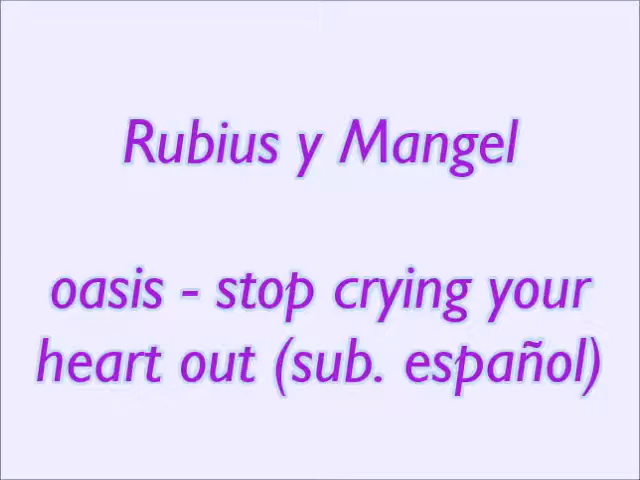 Rubius y Mangel
oasis - stop crying your
heart out (sub. español)